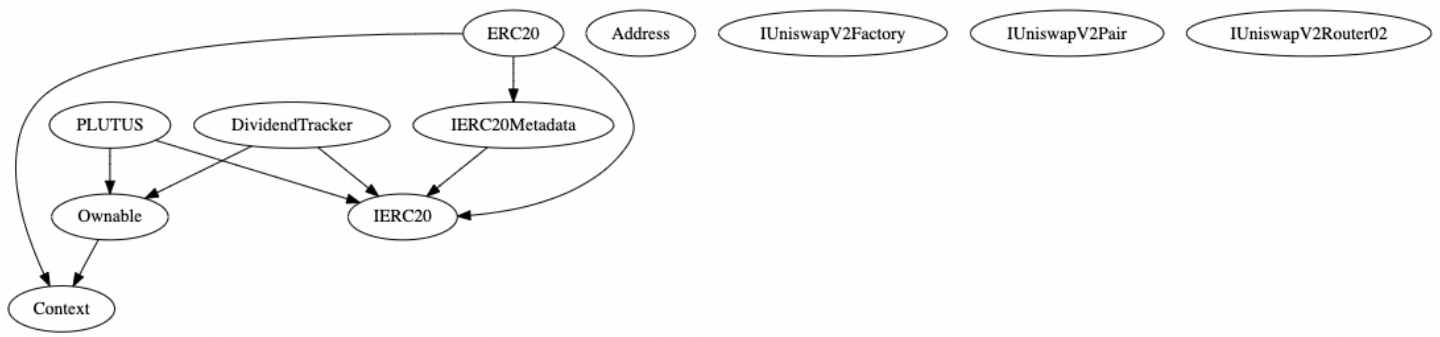 ERC20
Address
IUniswapV2Factory
IUniswapV2Pair
IUniswapV2Router02
PLUTUS
DividendTracker
IERC20Metadata
Ownable
IERC20
Context